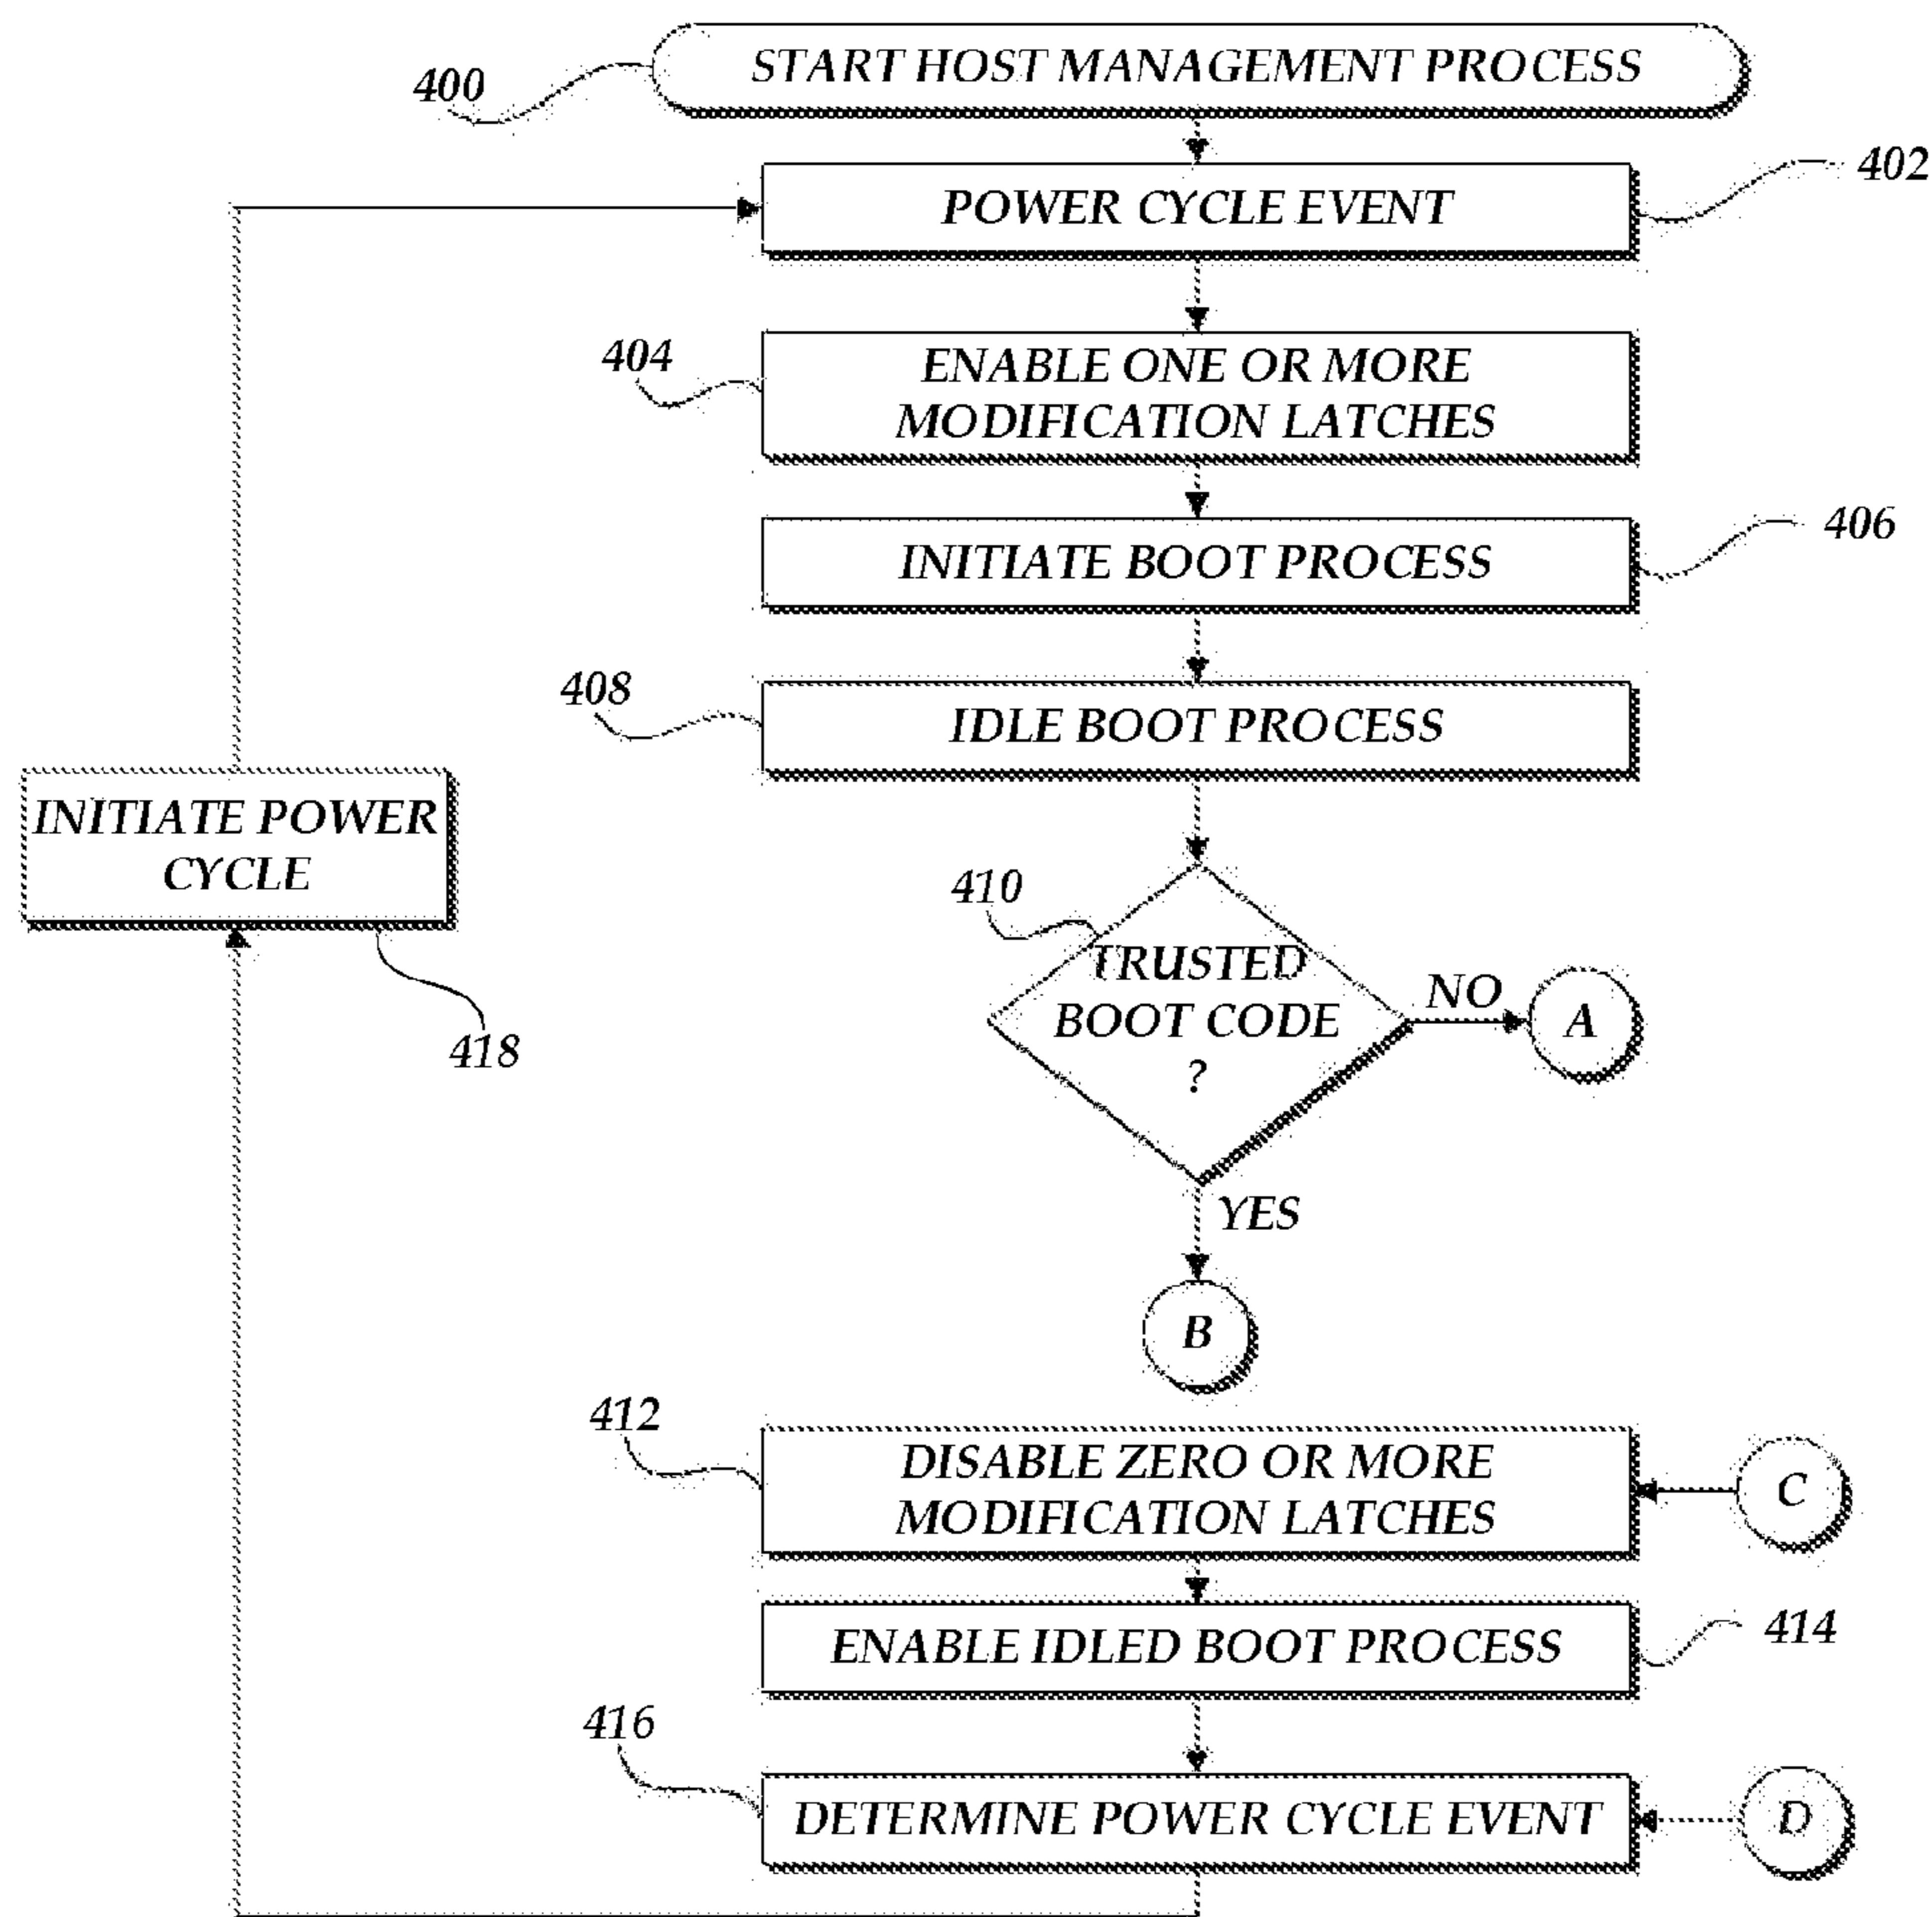 400
START HOST MANAGEMENT PROCESS
402
POWER CYCLE EVENT
404
ENABLE ONE OR MORE
MODIFICATION LATCHES
406
INITIATE BOOT PROCESS
408
IDLE BOOT PROCESS
INITIATE POWER
CYCLE
418
410
TRUSTED
BOOT CODE
?
NO
A
YES
B
412
DISABLE ZERO OR MORE
MODIFICATION LATCHES
C
ENABLE IDLED BOOT PROCESS
414
416
DETERMINE POWER CYCLE EVENT
D